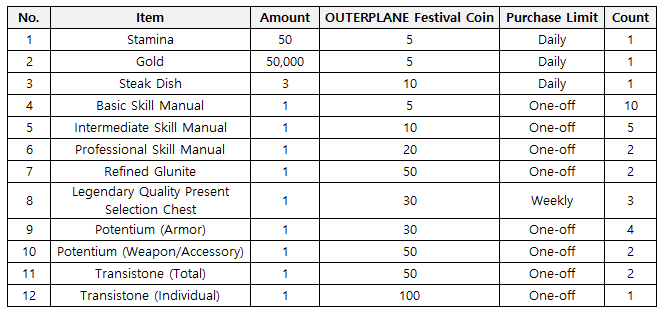 No. Item Amount OUTERPLANE Festival Coin Purchase Limit Count
1 Stamina 50 5 Daily 1
2 Gold 50,000 5 Daily 1
3 Steak Dish 3 10 Daily 1
4 Basic Skill Manual 1 5 One-off 10
5 Intermediate Skill Manual 1 10 One-off 5
6 Professional Skill Manual 1 20 One-off 2
7 Refined Glunite 1 50 One-off 2
8 Legendary Quality Present
Selection Chest 1 30 Weekly 3
9 Potentium (Armor) 1 30 One-off 4
10 Potentium (Weapon/Accessory) 1 50 One-off 2
11 Transistone (Total) 1 50 One-off 2
12 Transistone (Individual) 1 100 One-off 1